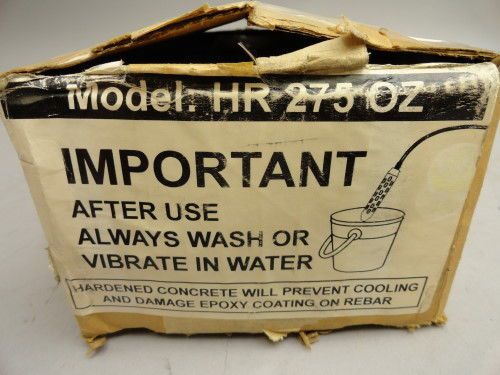 Model: HR 275 OZ
IMPORTANT
AFTER USE
ALWAYS WASH OR
VIBRATE IN WATER
HARDENED CONCRETE WILL PREVENT COOLING
AND DAMAGE EPOXY COATING ON REBAR